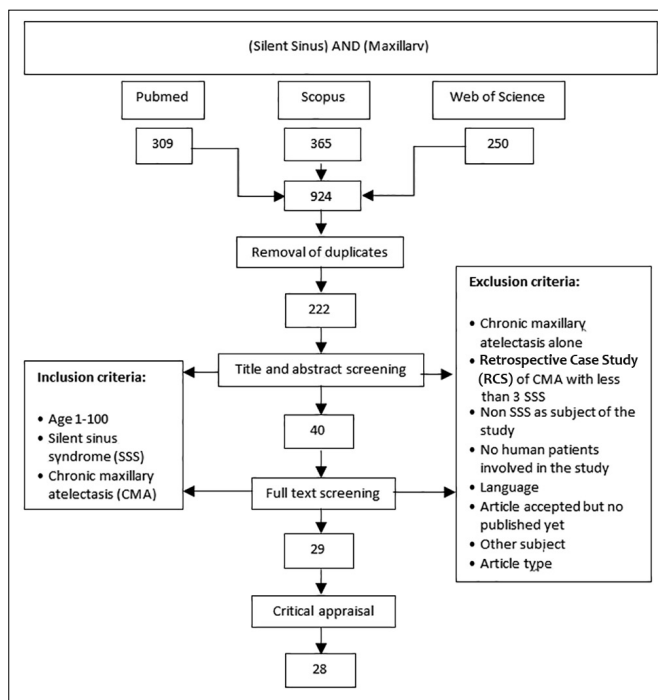 (Silent Sinus) AND (Maxillary)
Pubmed
Scopus
Web of Science
309
365
250
924
Removal of duplicates
222
Title and abstract screening
40
Full text screening
29
Critical appraisal
28
Inclusion criteria:
• Age 1-100
• Silent sinus
syndrome (SSS)
• Chronic maxillary
atelectasis (CMA)
Exclusion criteria:
• Chronic maxillary
atelectasis alone
• Retrospective Case Study
(RCS) of CMA with less
than 3 SSS
• Non SSS as subject of the
study
• No human patients
involved in the study
• Language
• Article accepted but no
published yet
• Other subject
• Article type